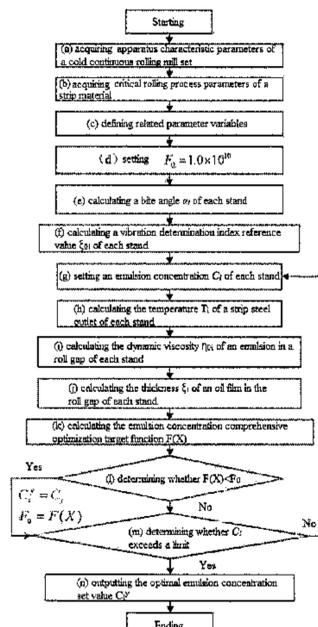 Starting
(a) acquiring apparatus characteristic parameters of
a cold continuous rolling mill set
(b) acquiring critical rolling process parameters of a
strip material
(c) defining related parameter variables
(d) setting F₀ = 1.0×10¹⁰
(e) calculating a bite angle αᵢ of each stand
(f) calculating a vibration determination index reference
value ξ₀ᵢ of each stand
(g) setting an emulsion concentration Cᵢ of each stand
(h) calculating the temperature Tᵢ of a strip steel
outlet of each stand
(i) calculating the dynamic viscosity η₀ᵢ of an emulsion in a
roll gap of each stand
(j) calculating the thickness ξᵢ of an oil film in the
roll gap of each stand
(k) calculating the emulsion concentration comprehensive
optimization target function F(X)
Yes
(l) determining whether F(X)<F₀
Cᵢʸ = Cᵢ
F₀ = F(X)
No
No
(m) determining whether Cᵢ
exceeds a limit
Yes
(n) outputting the optimal emulsion concentration
set value Cᵢʸ
Ending